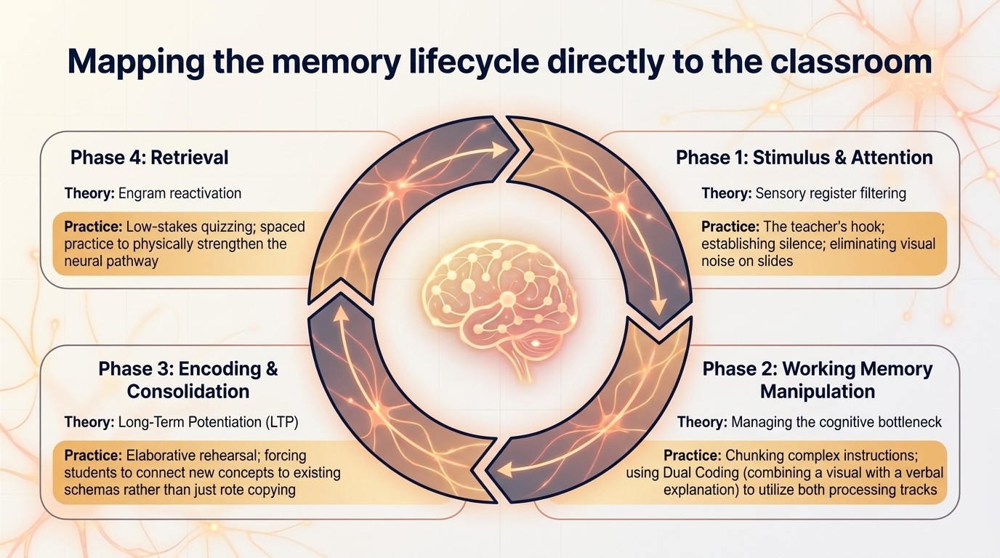 Mapping the memory lifecycle directly to the classroom
Phase 4: Retrieval
Theory: Engram reactivation
Practice: Low-stakes quizzing; spaced
practice to physically strengthen the
neural pathway
Phase 1: Stimulus & Attention
Theory: Sensory register filtering
Practice: The teacher's hook;
establishing silence; eliminating visual
noise on slides
Phase 3: Encoding &
Consolidation
Theory: Long-Term Potentiation (LTP)
Practice: Elaborative rehearsal; forcing
students to connect new concepts to existing
schemas rather than just rote copying
Phase 2: Working Memory
Manipulation
Theory: Managing the cognitive bottleneck
Practice: Chunking complex instructions;
using Dual Coding (combining a visual with a verbal
explanation) to utilize both processing tracks